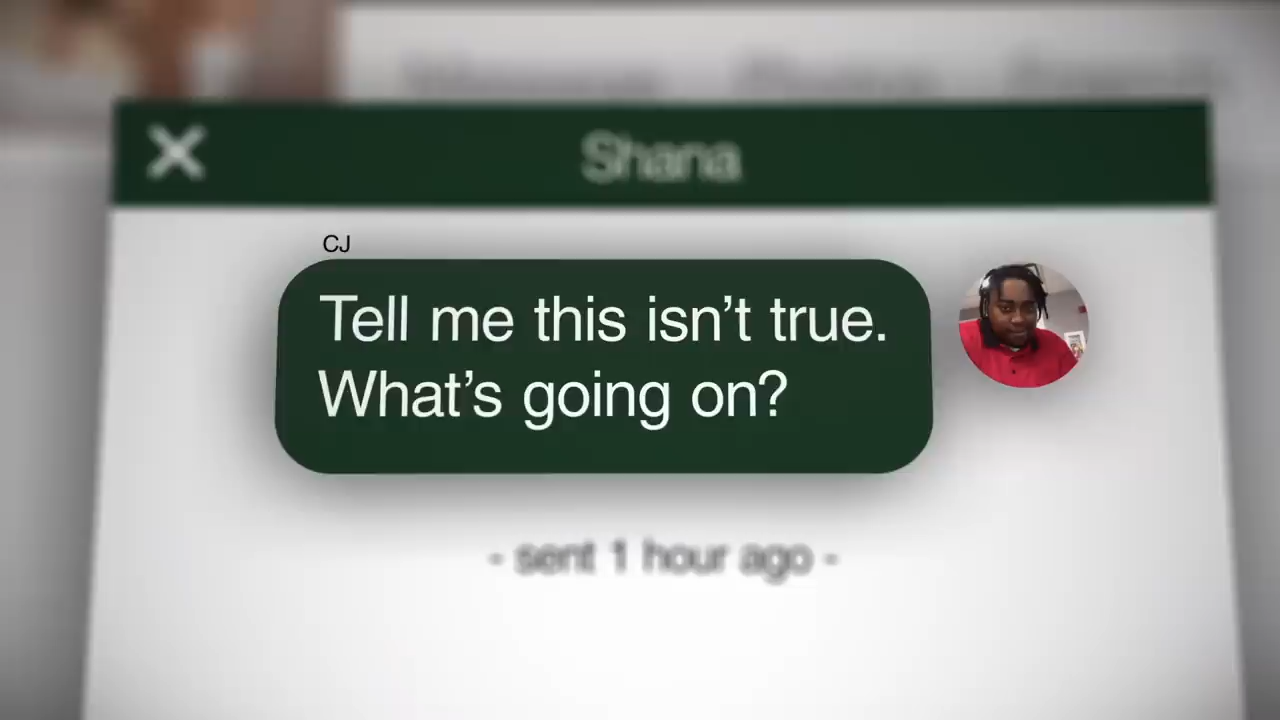 Shana
CJ
Tell me this isn’t true.
What’s going on?
- sent 1 hour ago -